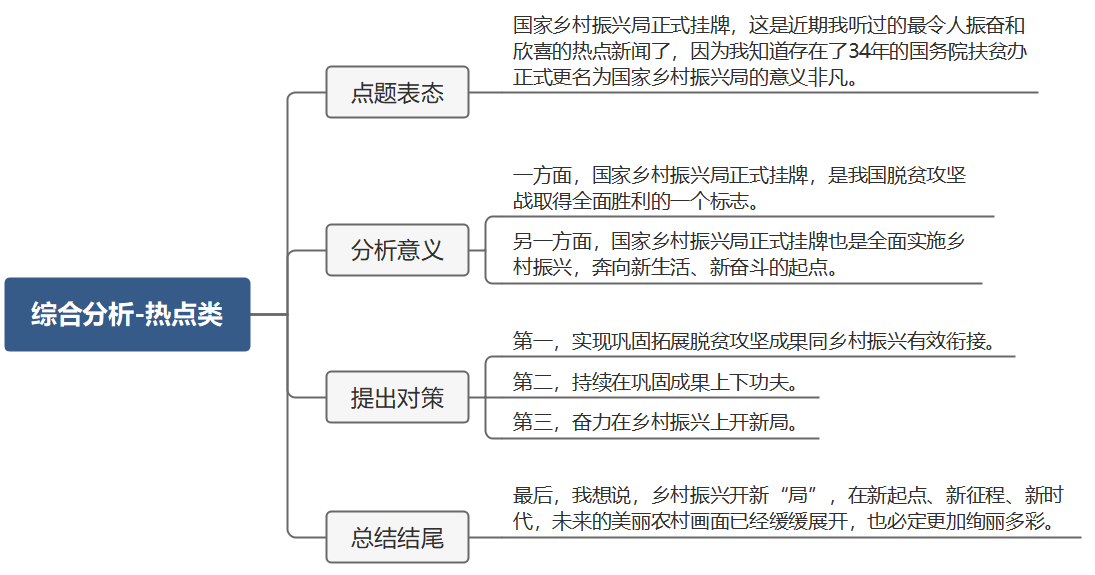 综合分析-热点类
点题表态
国家乡村振兴局正式挂牌，这是近期我听过的最令人振奋和
欣喜的热点新闻了，因为我知道存在了34年的国务院扶贫办
正式更名为国家乡村振兴局的意义非凡。
分析意义
一方面，国家乡村振兴局正式挂牌，是我国脱贫攻坚
战取得全面胜利的一个标志。
另一方面，国家乡村振兴局正式挂牌也是全面实施乡
村振兴，奔向新生活、新奋斗的起点。
提出对策
第一，实现巩固拓展脱贫攻坚成果同乡村振兴有效衔接。
第二，持续在巩固成果上下功夫。
第三，奋力在乡村振兴上开新局。
总结结尾
最后，我想说，乡村振兴开新“局”，在新起点、新征程、新时
代，未来的美丽农村画面已经缓缓展开，也必定更加绚丽多彩。